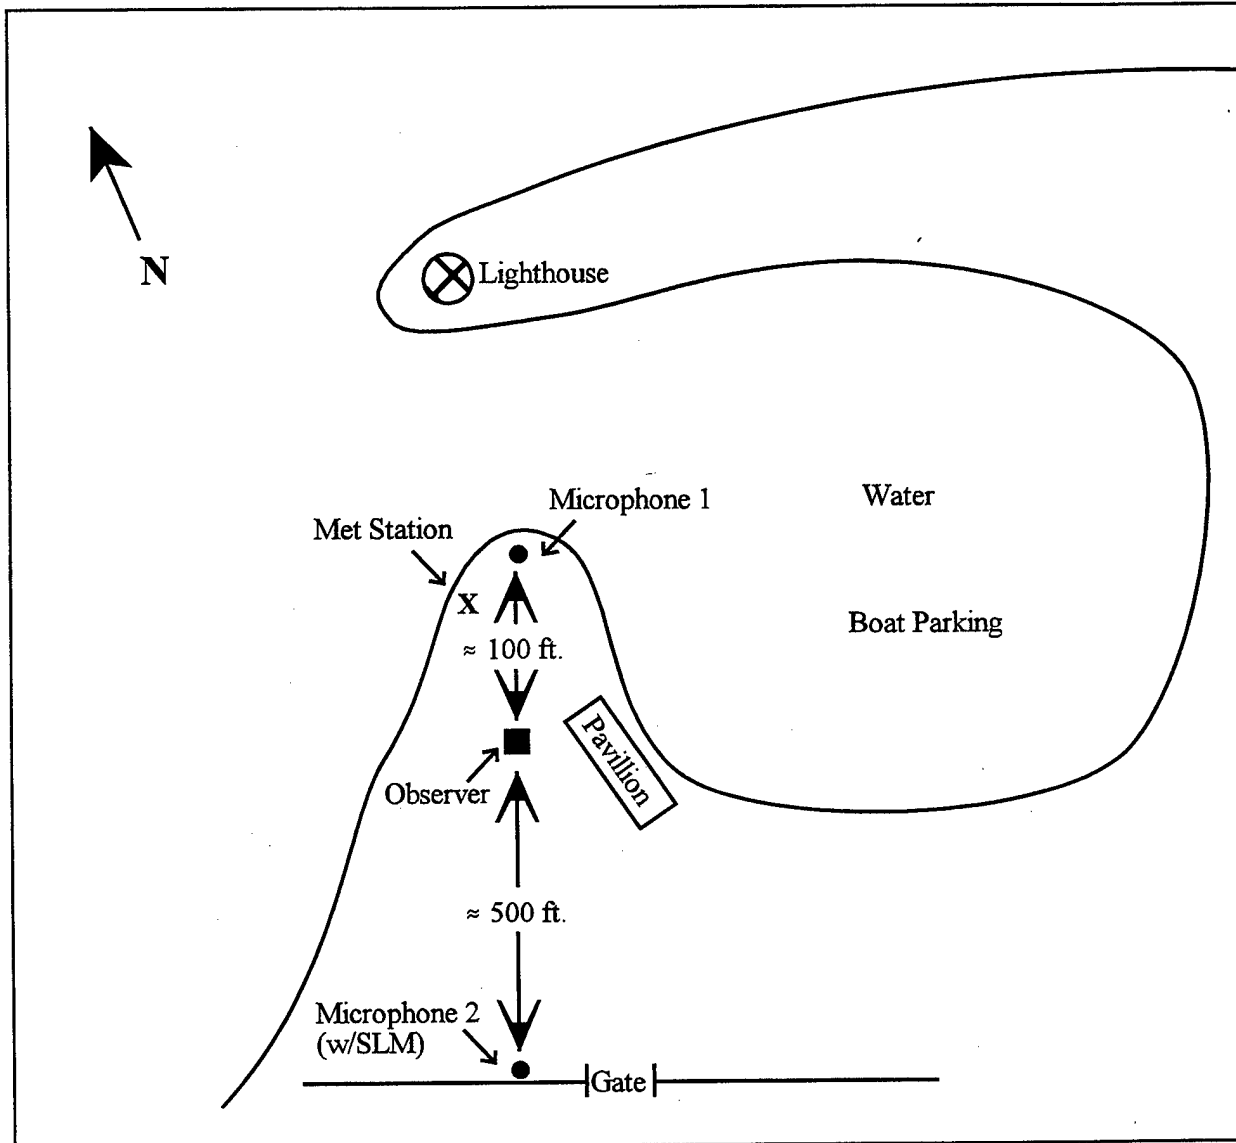 N
Lighthouse
Microphone 1
Water
Met Station
X
Boat Parking
≈ 100 ft.
Pavillion
Observer
≈ 500 ft.
Microphone 2
(w/SLM)
Gate